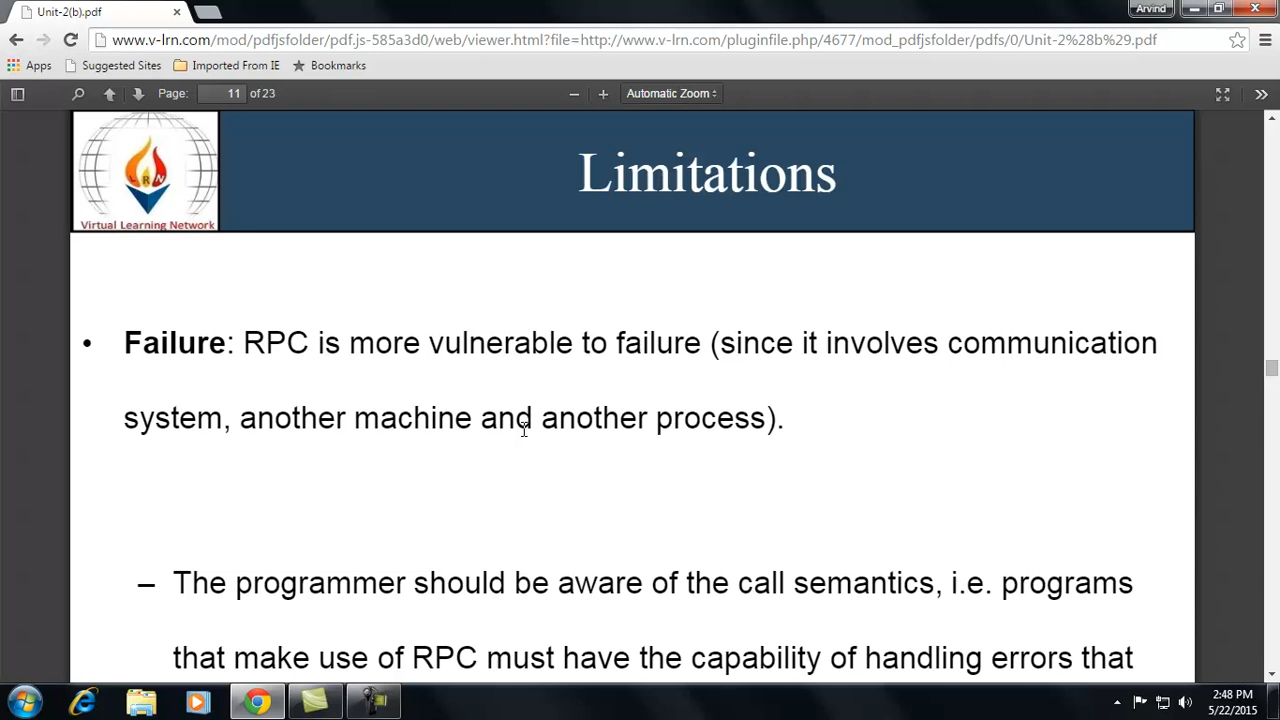 Unit-2(b).pdf
Arvind
www.v-lrn.com/mod/pdfjsfolder/pdf.js-585a3d0/web/viewer.html?file=http://www.v-lrn.com/pluginfile.php/4677/mod_pdfjsfolder/pdfs/0/Unit-2%28b%29.pdf
Apps Suggested Sites Imported From IE Bookmarks
Page: 11 of 23 Automatic Zoom
LRN
Virtual Learning Network
Limitations
• Failure: RPC is more vulnerable to failure (since it involves communication
system, another machine and another process).
– The programmer should be aware of the call semantics, i.e. programs
that make use of RPC must have the capability of handling errors that
2:48 PM
5/22/2015